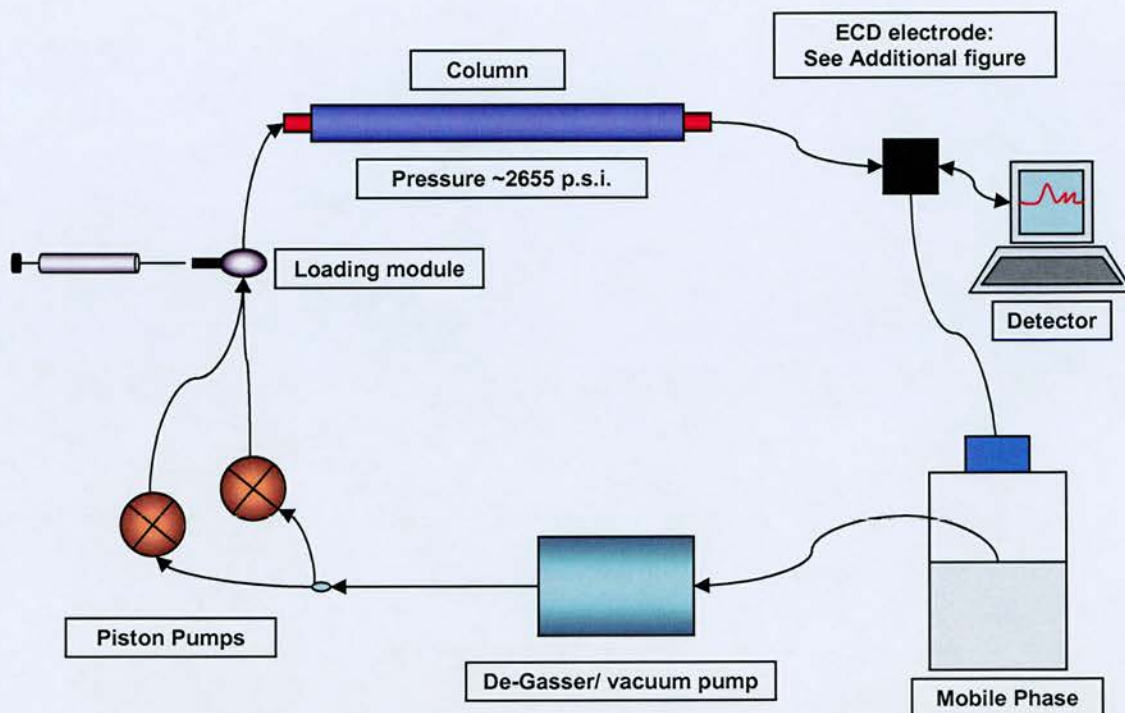 ECD electrode:
See Additional figure
Column
Pressure ~2655 p.s.i.
Loading module
Detector
Piston Pumps
De-Gasser/ vacuum pump
Mobile Phase